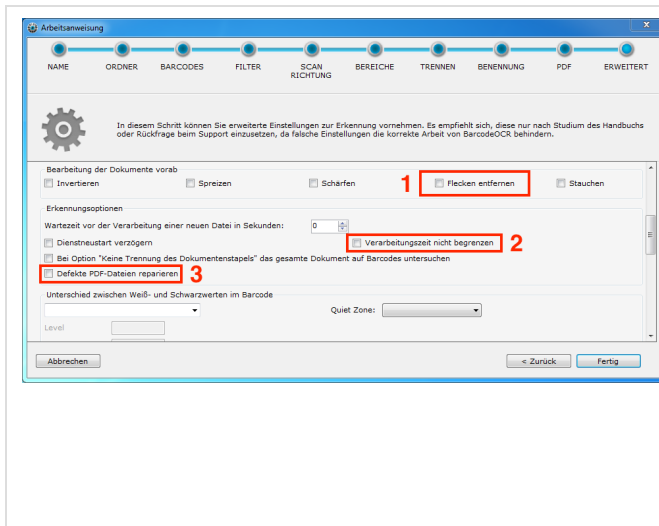 Arbeitsanweisung
X
NAME
ORDNER
BARCODES
FILTER
SCAN RICHTUNG
BEREICHE
TRENNEN
BENENNUNG
PDF
ERWEITERT
In diesem Schritt können Sie erweiterte Einstellungen zur Erkennung vornehmen. Es empfiehlt sich, diese nur nach Studium des Handbuchs
oder Rückfrage beim Support einzusetzen, da falsche Einstellungen die korrekte Arbeit von BarcodeOCR behindern.
Bearbeitung der Dokumente vorab
Invertieren
Spreizen
Schärfen
1
Flecken entfernen
Stauchen
Erkennungsoptionen
Wartezeit vor der Verarbeitung einer neuen Datei in Sekunden:
0
Dienstneustart verzögern
Verarbeitungszeit nicht begrenzen
2
Bei Option "Keine Trennung des Dokumentenstapels" das gesamte Dokument auf Barcodes untersuchen
Defekte PDF-Dateien reparieren
3
Unterschied zwischen Weiß- und Schwarzwerten im Barcode
Quiet Zone:
Level
Abbrechen
< Zurück
Fertig